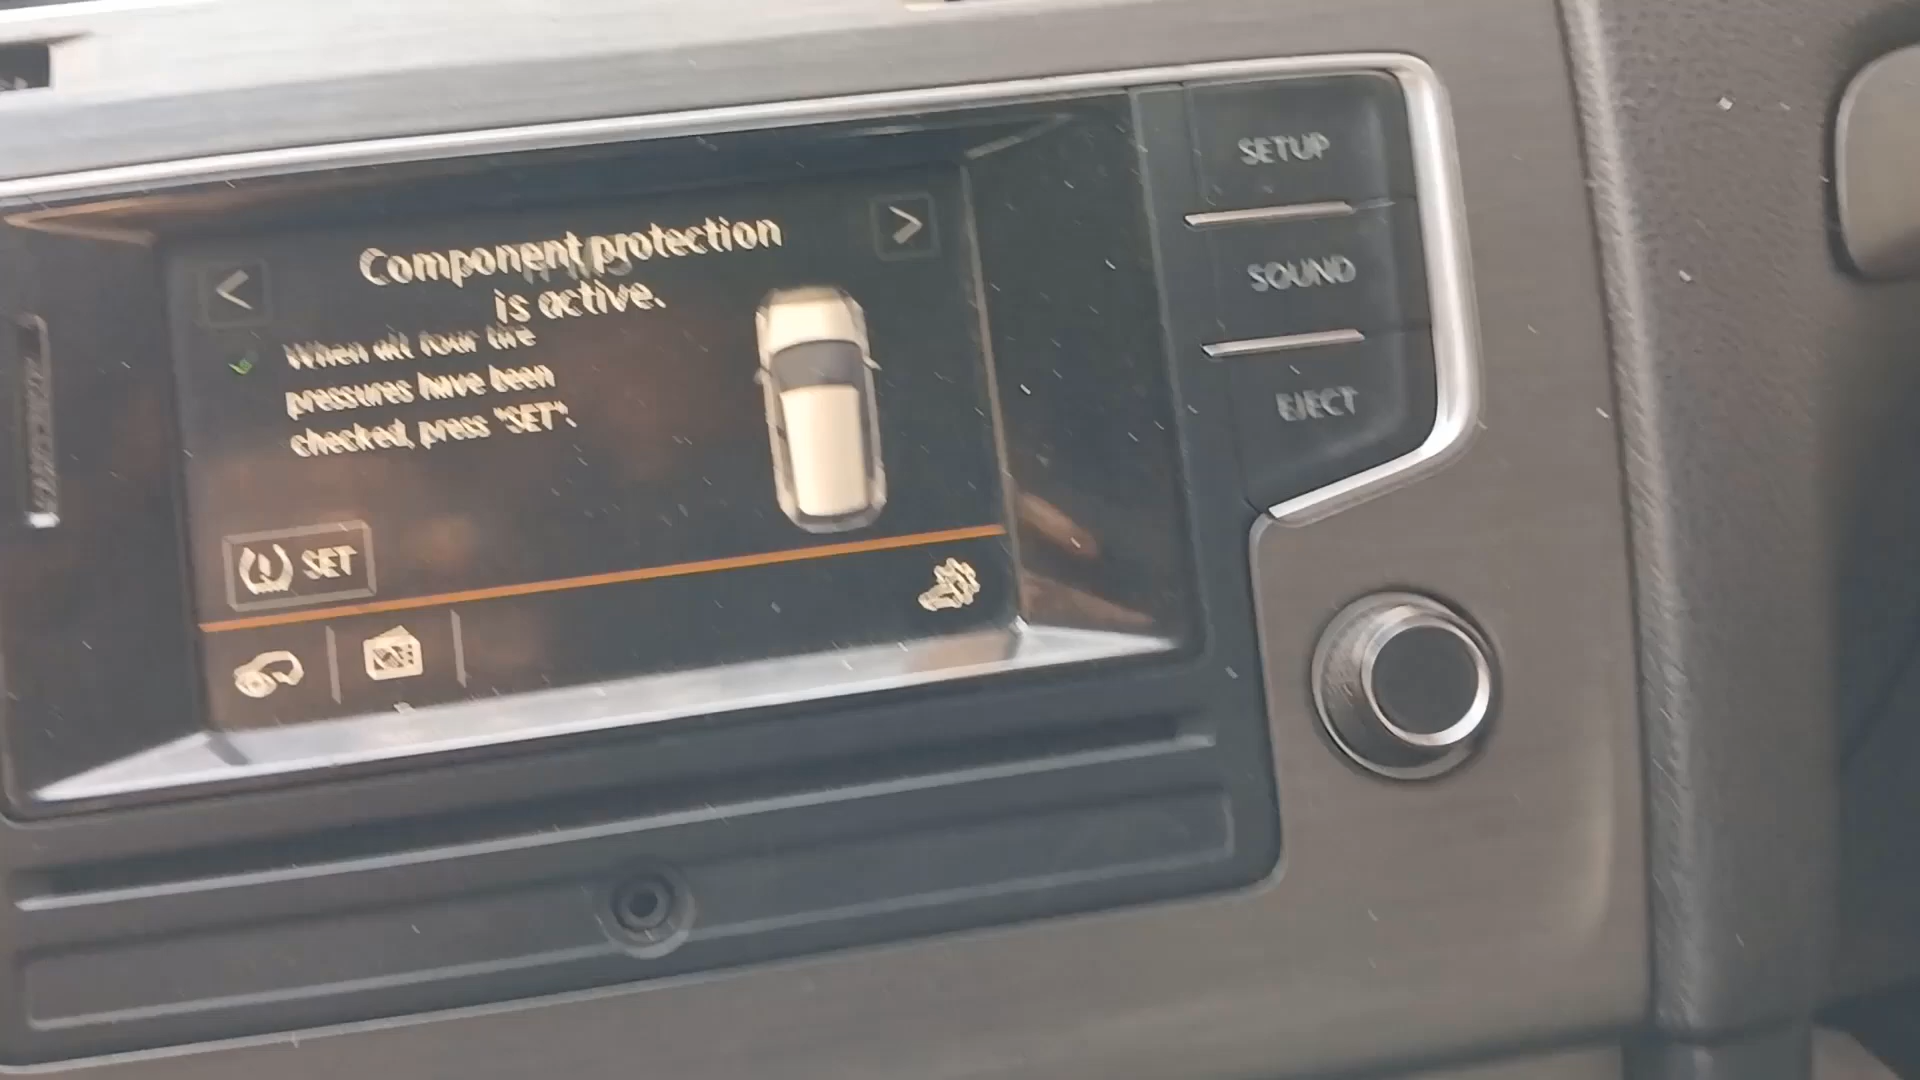 SETUP
Component protection
is active.
SOUND
When all four tire
pressures have been
checked, press "SET".
EJECT
SET